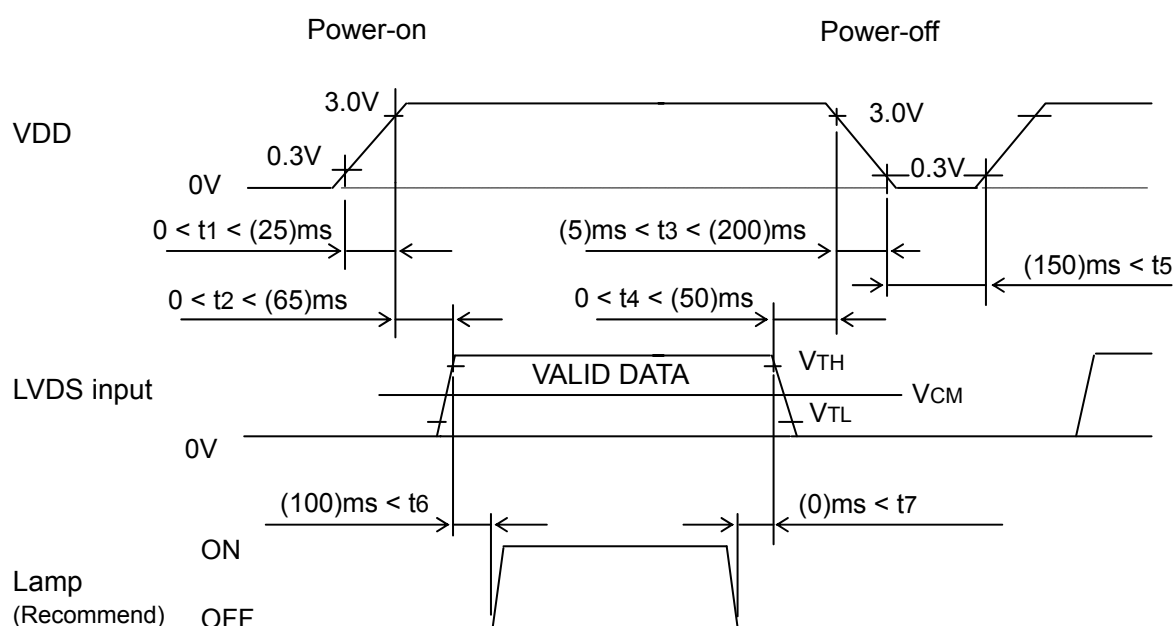 Power-on Power-off
3.0V 3.0V
VDD
0.3V 0.3V
0V
0 < t1 < (25)ms (5)ms < t3 < (200)ms
(150)ms < t5
0 < t2 < (65)ms 0 < t4 < (50)ms
VALID DATA VTH
LVDS input VCM
VTL
0V
(100)ms < t6 (0)ms < t7
ON
Lamp
(Recommend) OFF